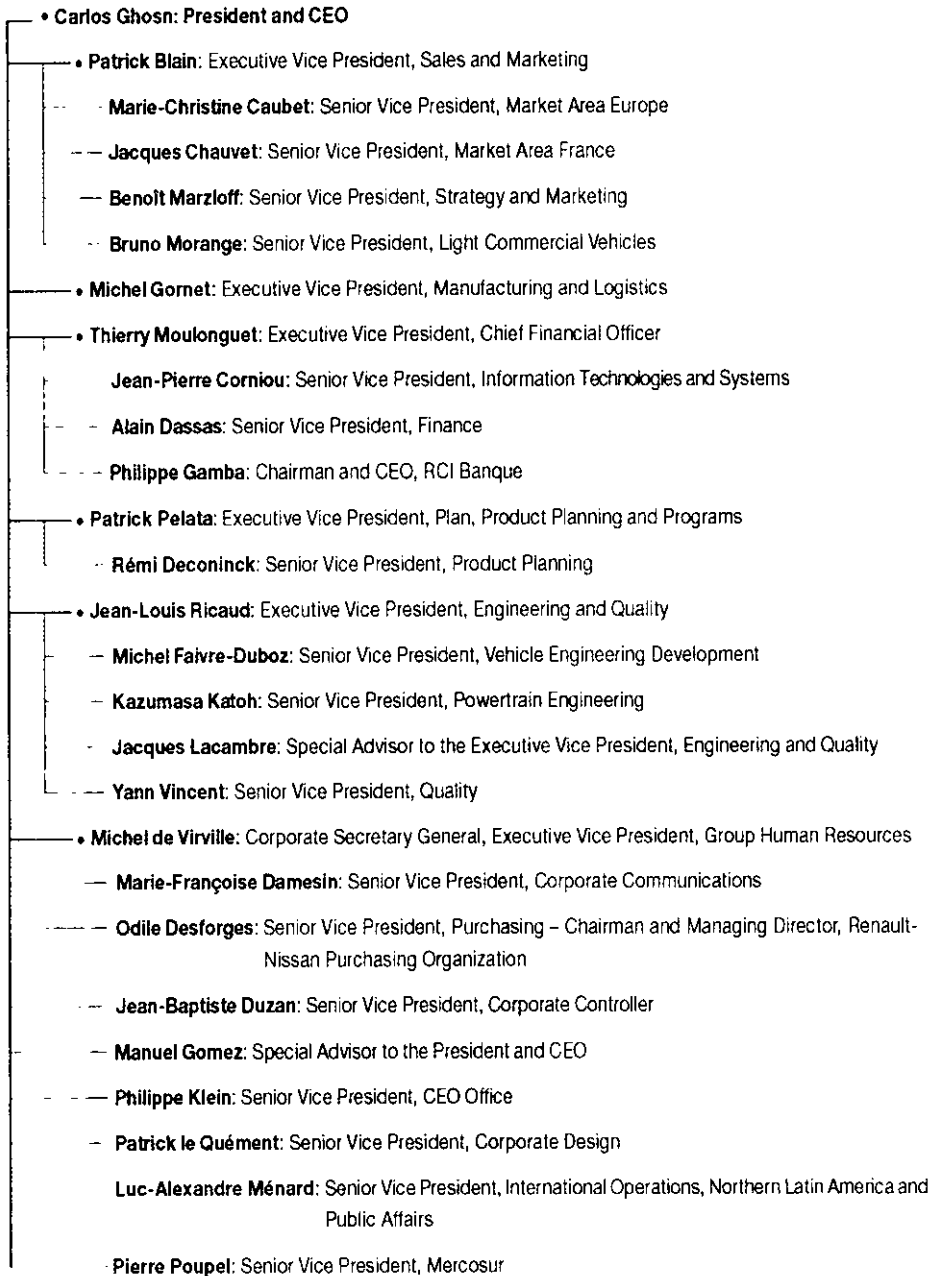 • Carlos Ghosn: President and CEO
• Patrick Blain: Executive Vice President, Sales and Marketing
Marie-Christine Caubet: Senior Vice President, Market Area Europe
Jacques Chauvet: Senior Vice President, Market Area France
Benoît Marzloff: Senior Vice President, Strategy and Marketing
Bruno Morange: Senior Vice President, Light Commercial Vehicles
• Michel Gornet: Executive Vice President, Manufacturing and Logistics
• Thierry Moulonguet: Executive Vice President, Chief Financial Officer
Jean-Pierre Corniou: Senior Vice President, Information Technologies and Systems
Alain Dassas: Senior Vice President, Finance
Philippe Gamba: Chairman and CEO, RCI Banque
• Patrick Pelata: Executive Vice President, Plan, Product Planning and Programs
Rémi Deconinck: Senior Vice President, Product Planning
• Jean-Louis Ricaud: Executive Vice President, Engineering and Quality
Michel Faivre-Duboz: Senior Vice President, Vehicle Engineering Development
Kazumasa Katoh: Senior Vice President, Powertrain Engineering
Jacques Lacambre: Special Advisor to the Executive Vice President, Engineering and Quality
Yann Vincent: Senior Vice President, Quality
• Michel de Virville: Corporate Secretary General, Executive Vice President, Group Human Resources
Marie-Françoise Damesin: Senior Vice President, Corporate Communications
Odile Desforges: Senior Vice President, Purchasing – Chairman and Managing Director, Renault-
Nissan Purchasing Organization
Jean-Baptiste Duzan: Senior Vice President, Corporate Controller
Manuel Gomez: Special Advisor to the President and CEO
Philippe Klein: Senior Vice President, CEO Office
Patrick le Quément: Senior Vice President, Corporate Design
Luc-Alexandre Ménard: Senior Vice President, International Operations, Northern Latin America and
Public Affairs
Pierre Poupel: Senior Vice President, Mercosur